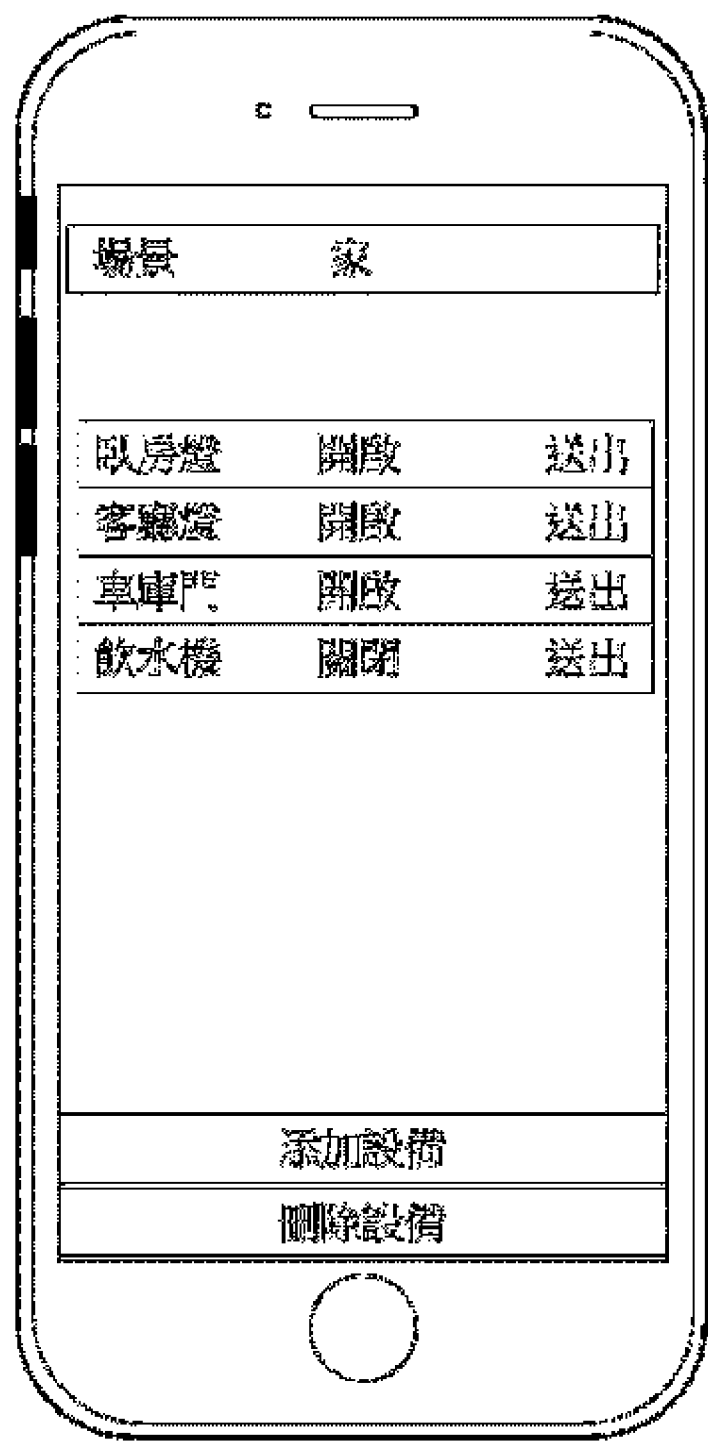 場景 家
臥房燈 開啟 送出
客廳燈 開啟 送出
車庫門 開啟 送出
飲水機 關閉 送出
添加設備
刪除設備